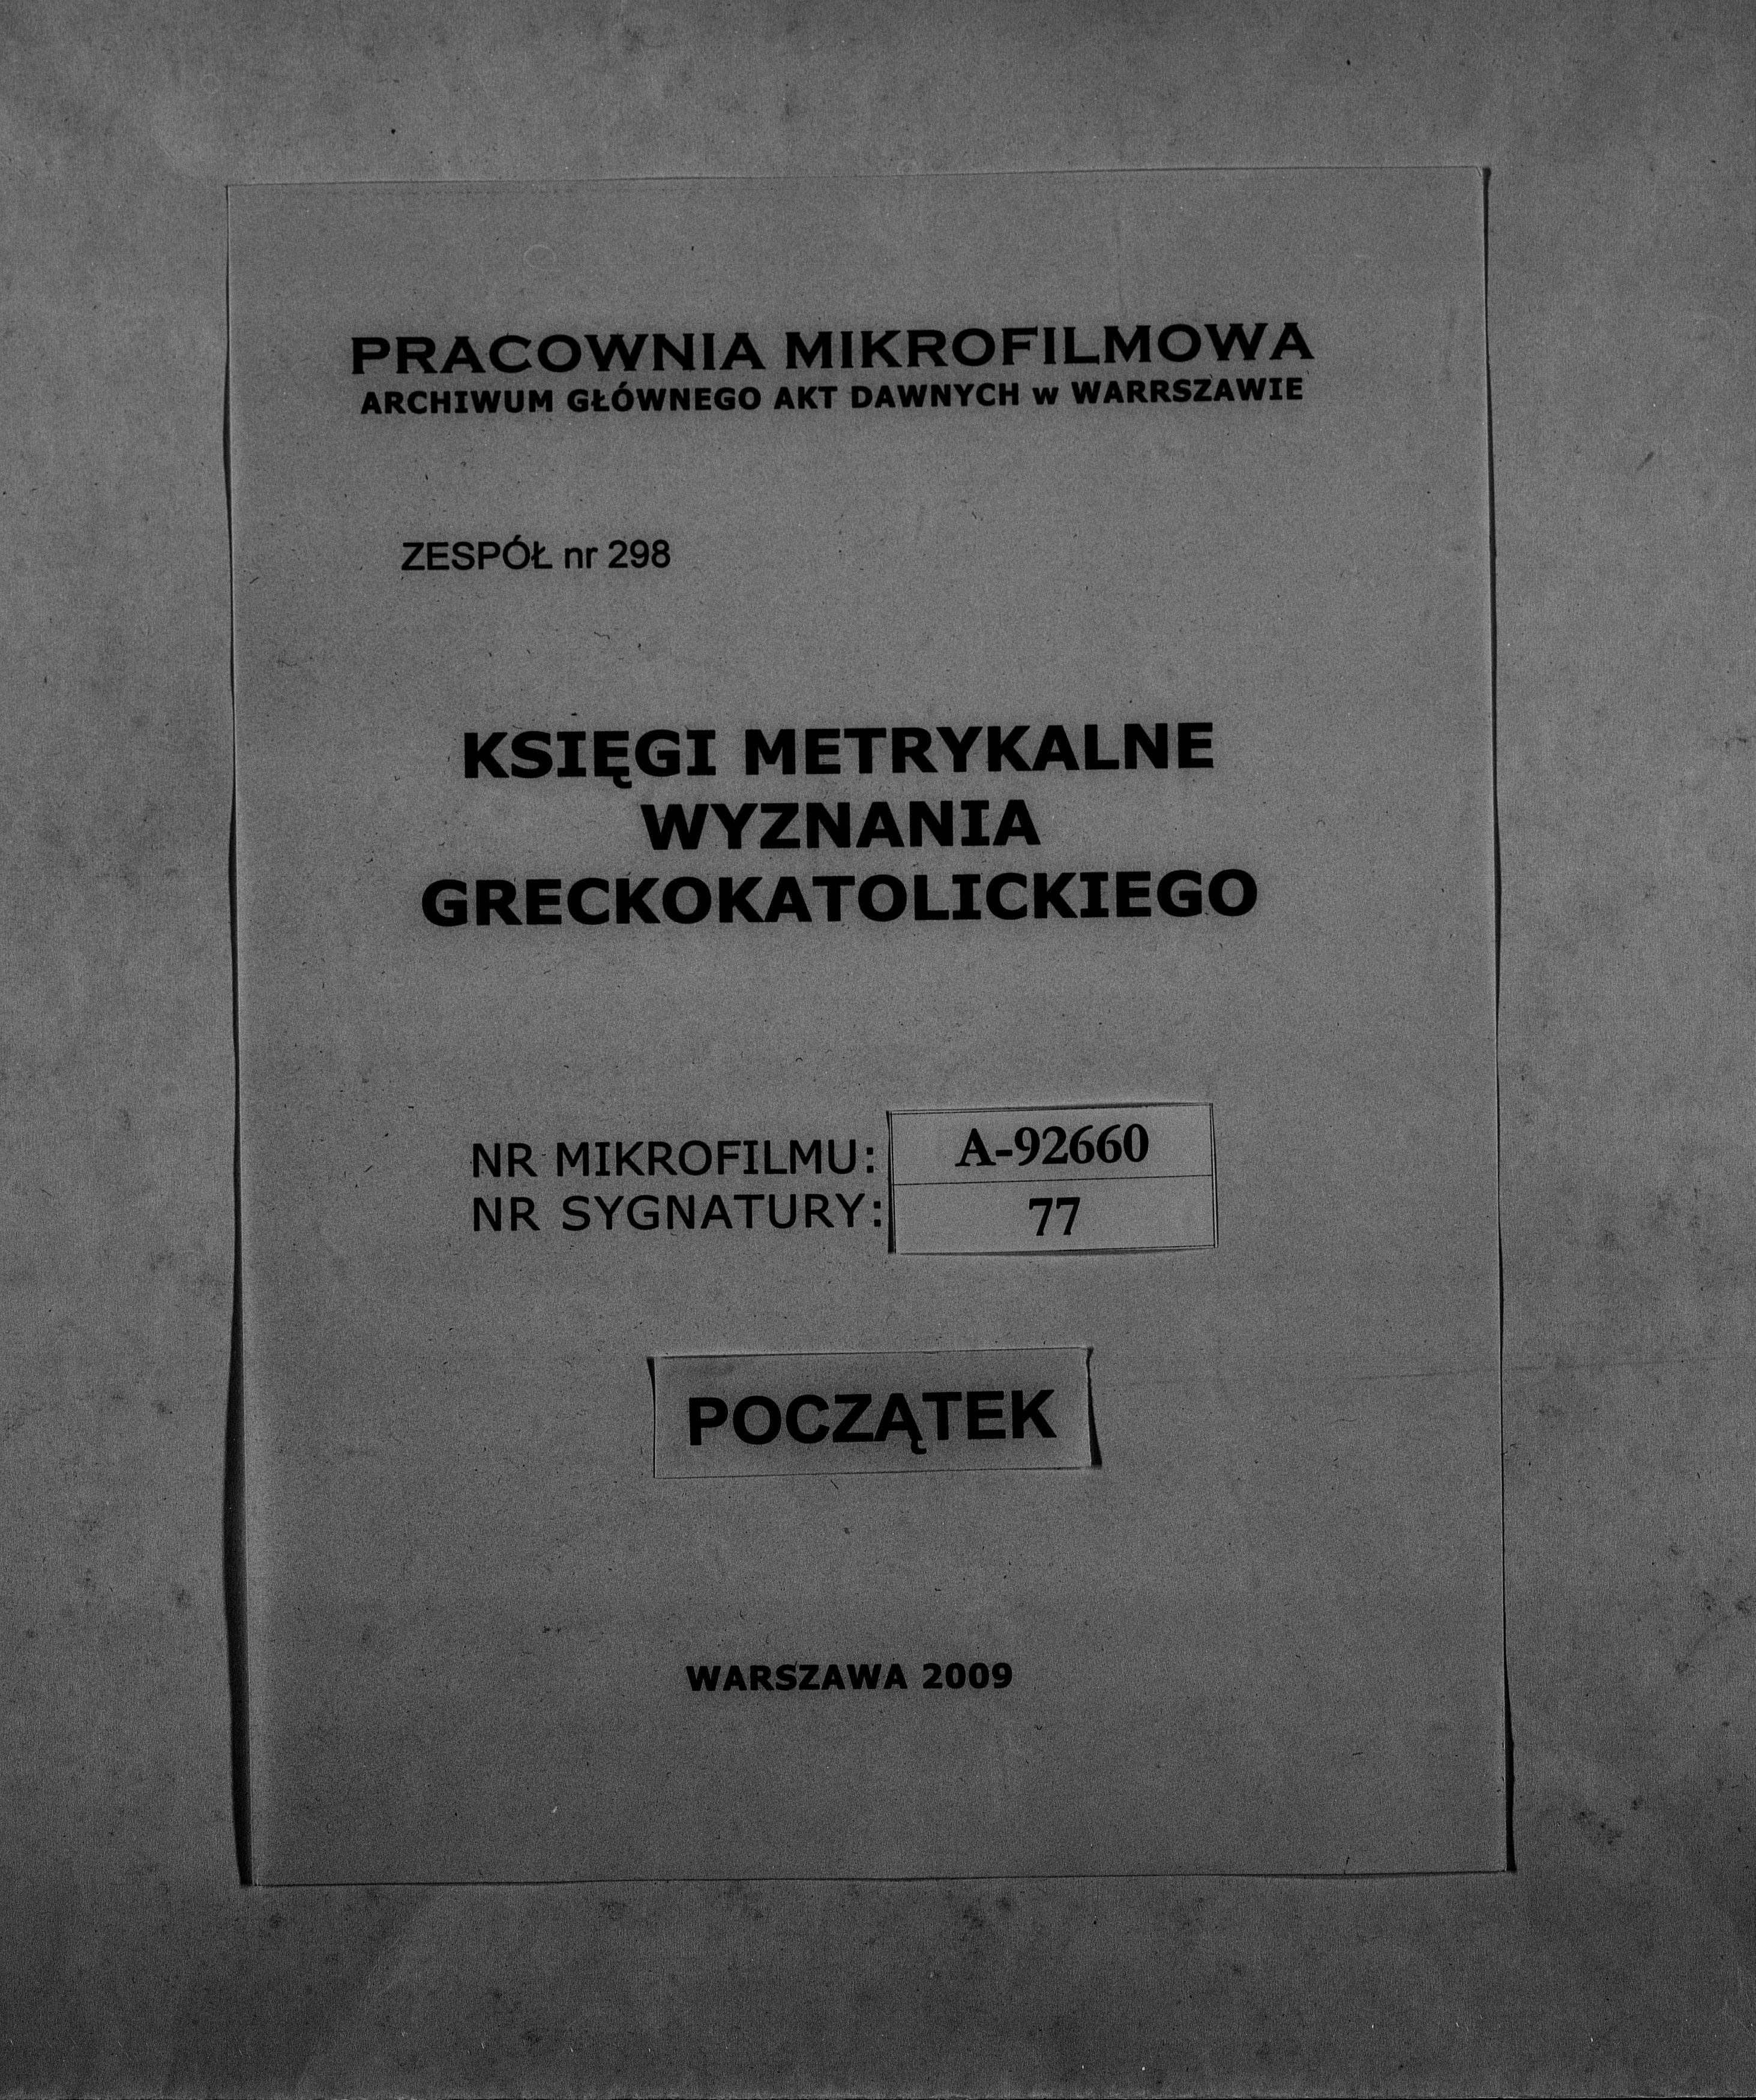 PRACOWNIA MIKROFILMOWA
ARCHIWUM GŁÓWNEGO AKT DAWNYCH w WARRSZAWIE
ZESPÓŁ nr 298
KSIĘGI METRYKALNE
WYZNANIA
GRECKOKATOLICKIEGO
NR MIKROFILMU: A-92660
NR SYGNATURY: 77
POCZĄTEK
WARSZAWA 2009